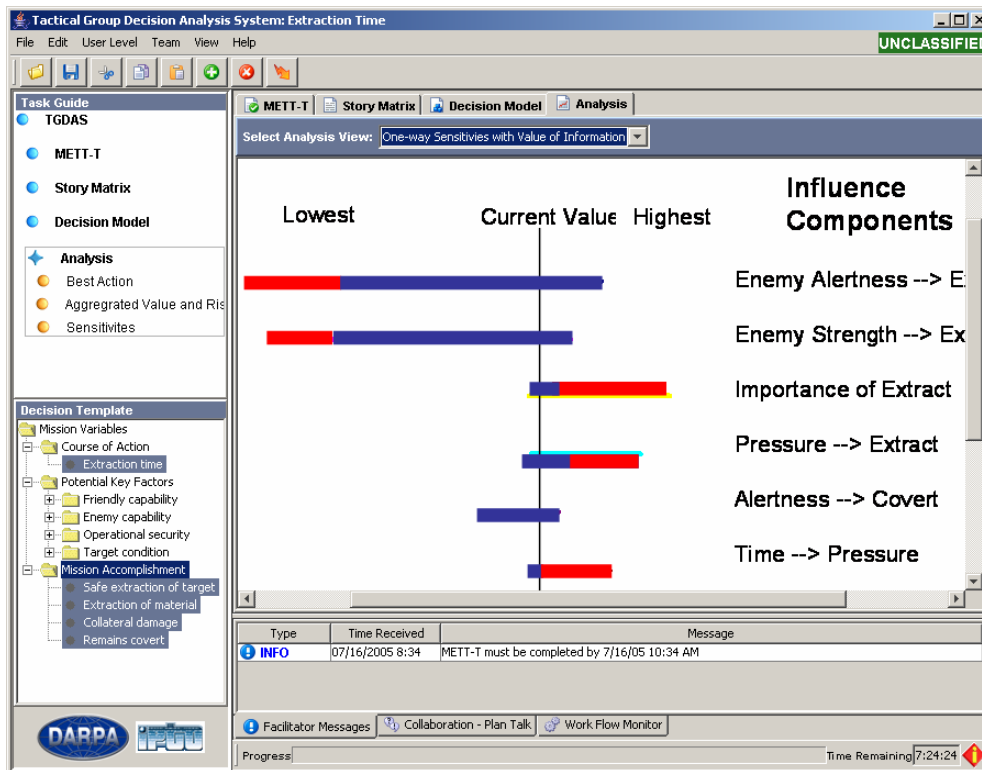 Tactical Group Decision Analysis System: Extraction Time
File Edit User Level Team View Help
UNCLASSIFIE
Task Guide
TGDAS
METT-T
Story Matrix
Decision Model
Analysis
Best Action
Aggregrated Value and Ris
Sensitivites
METT-T Story Matrix Decision Model Analysis
Select Analysis View: One-way Sensitivies with Value of Information
Lowest Current Value Highest
Influence
Components
Enemy Alertness --> E
Enemy Strength --> Ex
Importance of Extract
Pressure --> Extract
Alertness --> Covert
Time --> Pressure
Decision Template
Mission Variables
Course of Action
Extraction time
Potential Key Factors
Friendly capability
Enemy capability
Operational security
Target condition
Mission Accomplishment
Safe extraction of target
Extraction of material
Collateral damage
Remains covert
Type Time Received Message
INFO 07/16/2005 8:34 METT-T must be completed by 7/16/05 10:34 AM
Facilitator Messages Collaboration - Plan Talk Work Flow Monitor
DARPA IPTO
Progress Time Remaining 7:24:24